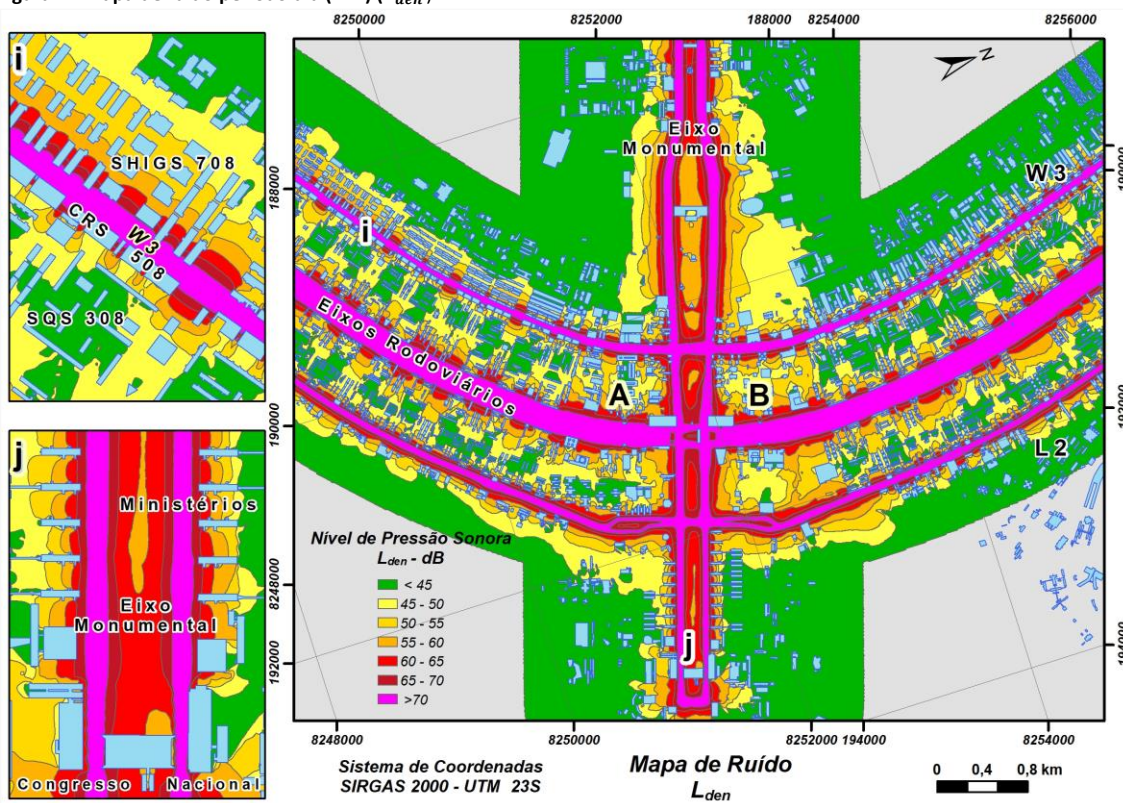 8250000
8252000
188000
8254000
8256000
i
SHIGS 708
W3
CRS 508
SQS 308
j
Ministérios
Eixo
Monumental
Congresso Nacional
N
Eixo
Monumental
W3
i
Eixos Rodoviários
A
B
L2
j
188000
190000
8248000
192000
190000
192000
194000
Nível de Pressão Sonora
Lden - dB
< 45
45 - 50
50 - 55
55 - 60
60 - 65
65 - 70
>70
8248000
8250000
8252000
194000
8254000
Sistema de Coordenadas
SIRGAS 2000 - UTM 23S
Mapa de Ruído
Lden
0 0,4 0,8 km